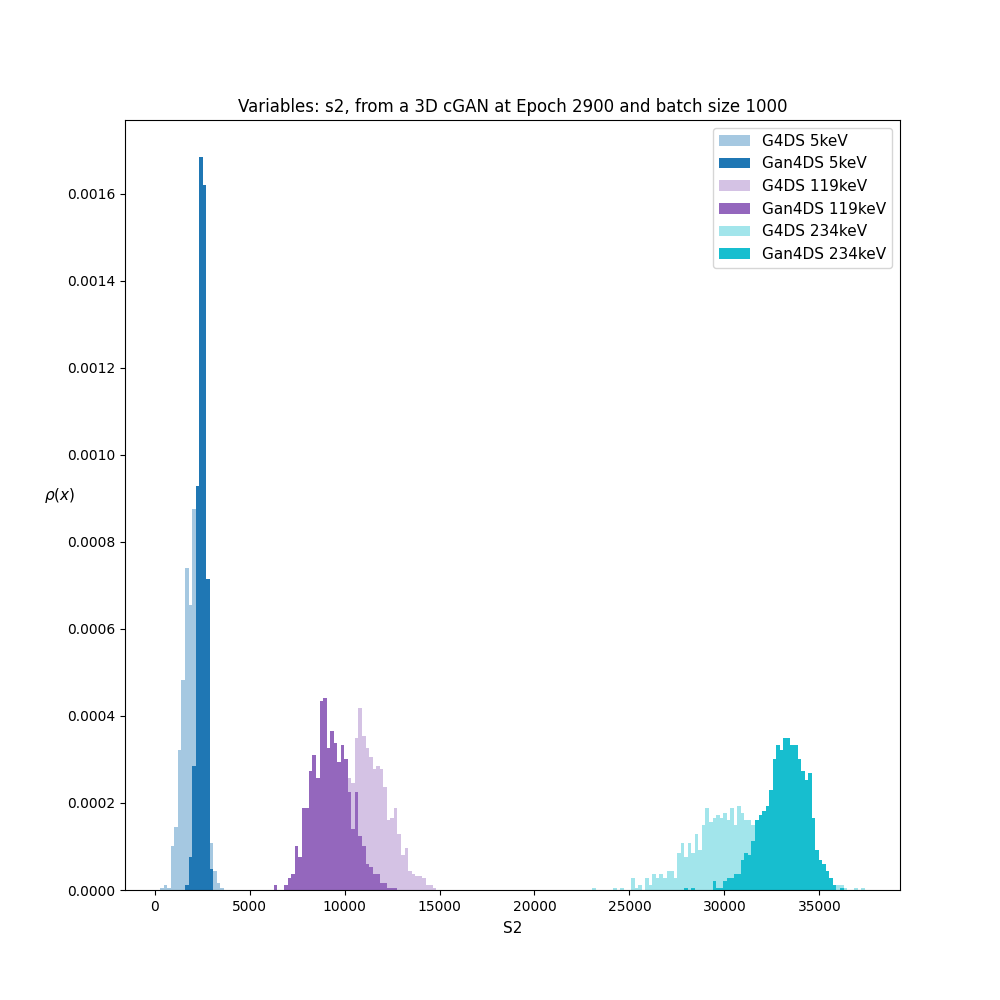 Variables: s2, from a 3D cGAN at Epoch 2900 and batch size 1000
G4DS 5keV
Gan4DS 5keV
G4DS 119keV
Gan4DS 119keV
G4DS 234keV
Gan4DS 234keV
0.0016
0.0014
0.0012
0.0010
ρ(x)
0.0008
0.0006
0.0004
0.0002
0.0000
0 5000 10000 15000 20000 25000 30000 35000
S2